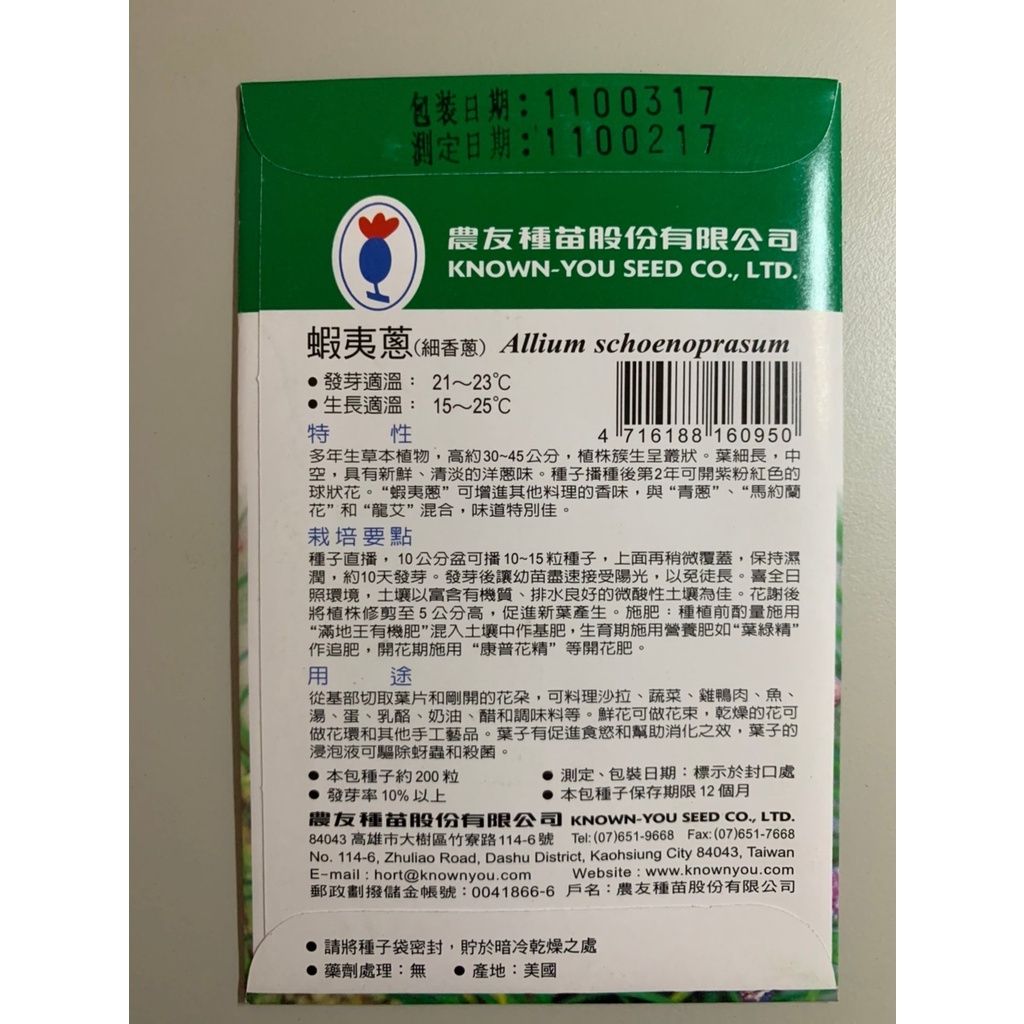 包裝日期:1100317
測定日期:1100217
農友種苗股份有限公司
KNOWN-YOU SEED CO., LTD.
蝦夷蔥(細香蔥) Allium schoenoprasum
● 發芽適溫： 21～23℃
● 生長適溫： 15～25℃
4 716188 160950
特 性
多年生草本植物，高約30~45公分，植株簇生呈叢狀。葉細長，中
空，具有新鮮、清淡的洋蔥味。種子播種後第2年可開紫粉紅色的
球狀花。“蝦夷蔥” 可增進其他料理的香味，與 “青蔥”、“馬約蘭
花” 和 “龍艾” 混合，味道特別佳。
栽培要點
種子直播，10公分盆可播10~15粒種子，上面再稍微覆蓋，保持濕
潤，約10天發芽。發芽後讓幼苗盡速接受陽光，以免徒長。喜全日
照環境，土壤以富含有機質、排水良好的微酸性土壤為佳。花謝後
將植株修剪至5公分高，促進新葉產生。施肥：種植前酌量施用
“滿地王有機肥”混入土壤中作基肥，生育期施用營養肥如“葉綠精”
作追肥，開花期施用 “康普花精” 等開花肥。
用 途
從基部切取葉片和剛開的花朵，可料理沙拉、蔬菜、雞鴨肉、魚、
湯、蛋、乳酪、奶油、醋和調味料等。鮮花可做花束，乾燥的花可
做花環和其他手工藝品。葉子有促進食慾和幫助消化之效，葉子的
浸泡液可驅除蚜蟲和殺菌。
● 本包種子約200粒 ● 測定、包裝日期：標示於封口處
● 發芽率10%以上 ● 本包種子保存期限12個月
農友種苗股份有限公司 KNOWN-YOU SEED CO., LTD.
84043 高雄市大樹區竹寮路114-6號 Tel: (07)651-9668 Fax: (07)651-7668
No. 114-6, Zhuliao Road, Dashu District, Kaohsiung City 84043, Taiwan
E-mail : hort@knownyou.com Website : www.knownyou.com
郵政劃撥儲金帳號：0041866-6 戶名：農友種苗股份有限公司
● 請將種子袋密封，貯於暗冷乾燥之處
● 藥劑處理：無 ● 產地：美國